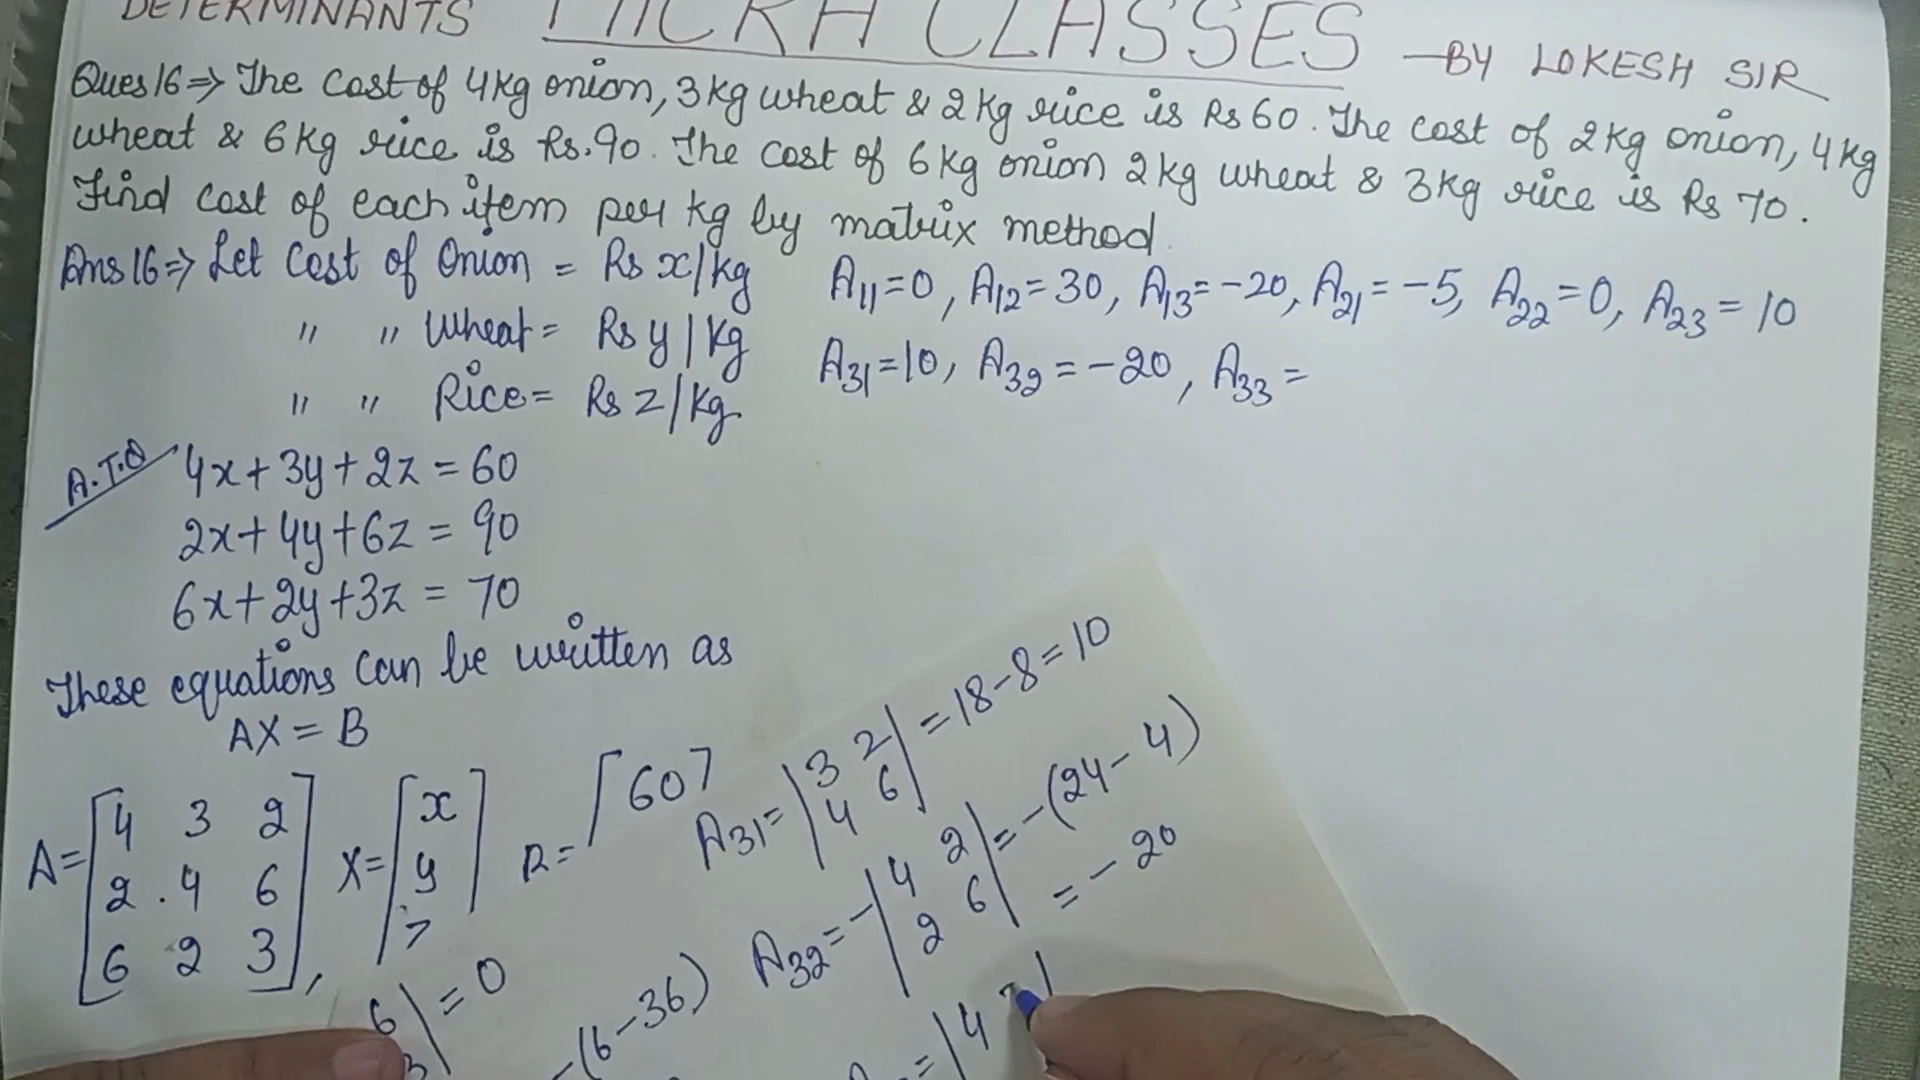 DETERMINANTS CLASSES —BY LOKESH SIR
Ques 16⇒ The cost of 4kg onion, 3kg wheat & 2kg rice is Rs 60. The cost of 2kg onion, 4kg
wheat & 6kg rice is Rs.90. The cost of 6kg onion 2kg wheat & 3kg rice is Rs 70.
Find cost of each item per kg by matrix method.
Ans 16⇒ Let Cost of Onion = Rs x/kg
" " Wheat = Rs y/kg
" " Rice = Rs z/kg.
A.T.Q 4x+3y+2z = 60
2x+4y+6z = 90
6x+2y+3z = 70
These equations can be written as
AX = B
A = [4 3 2
2 . 4 6
6 2 3], X = [x
y
z] = [60]
A11=0, A12=30, A13=-20, A21=-5, A22=0, A23=10
A31=10, A32=-20, A33=
A31 = |3 2
4 6| = 18-8=10
A32 = -|4 2
2 6| = -(24-4)
= -20
= |4
6| = 0
-(6-36)